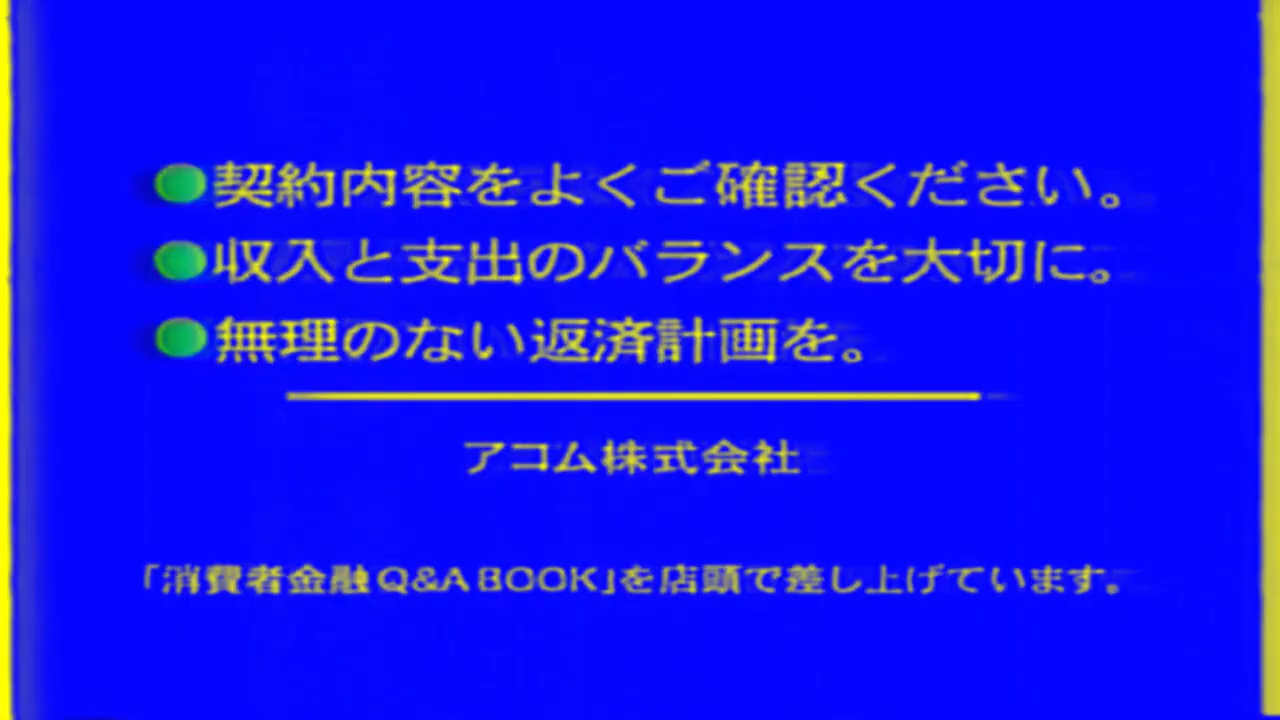 ●契約内容をよくご確認ください。
●収入と支出のバランスを大切に。
●無理のない返済計画を。
アコム株式会社
「消費者金融Q&A BOOK」を店頭で差し上げています。